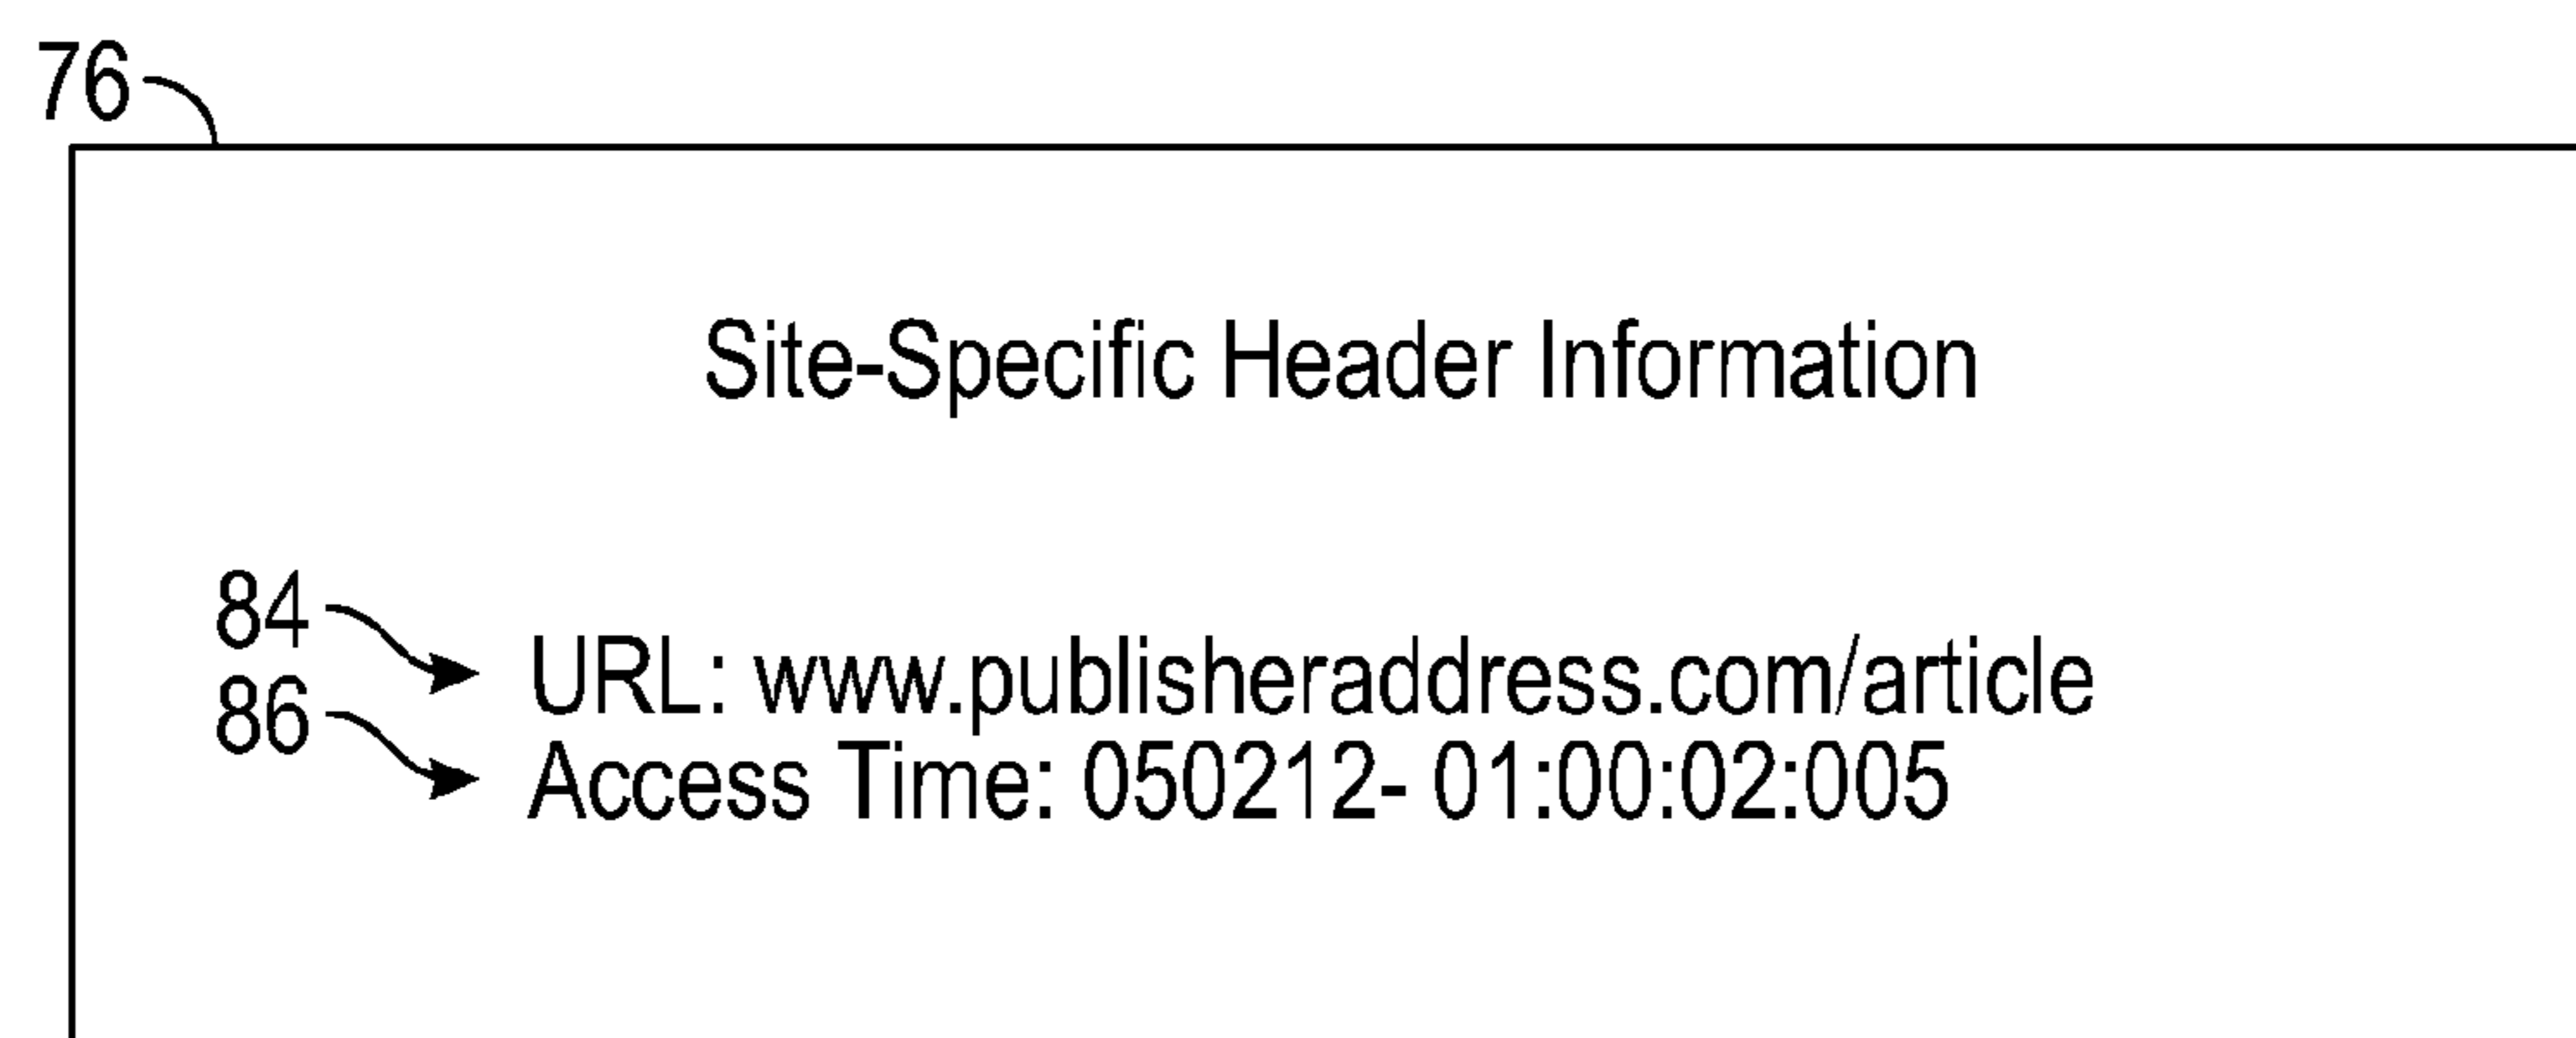 76
Site-Specific Header Information
84
URL: www.publisheraddress.com/article
86
Access Time: 050212- 01:00:02:005